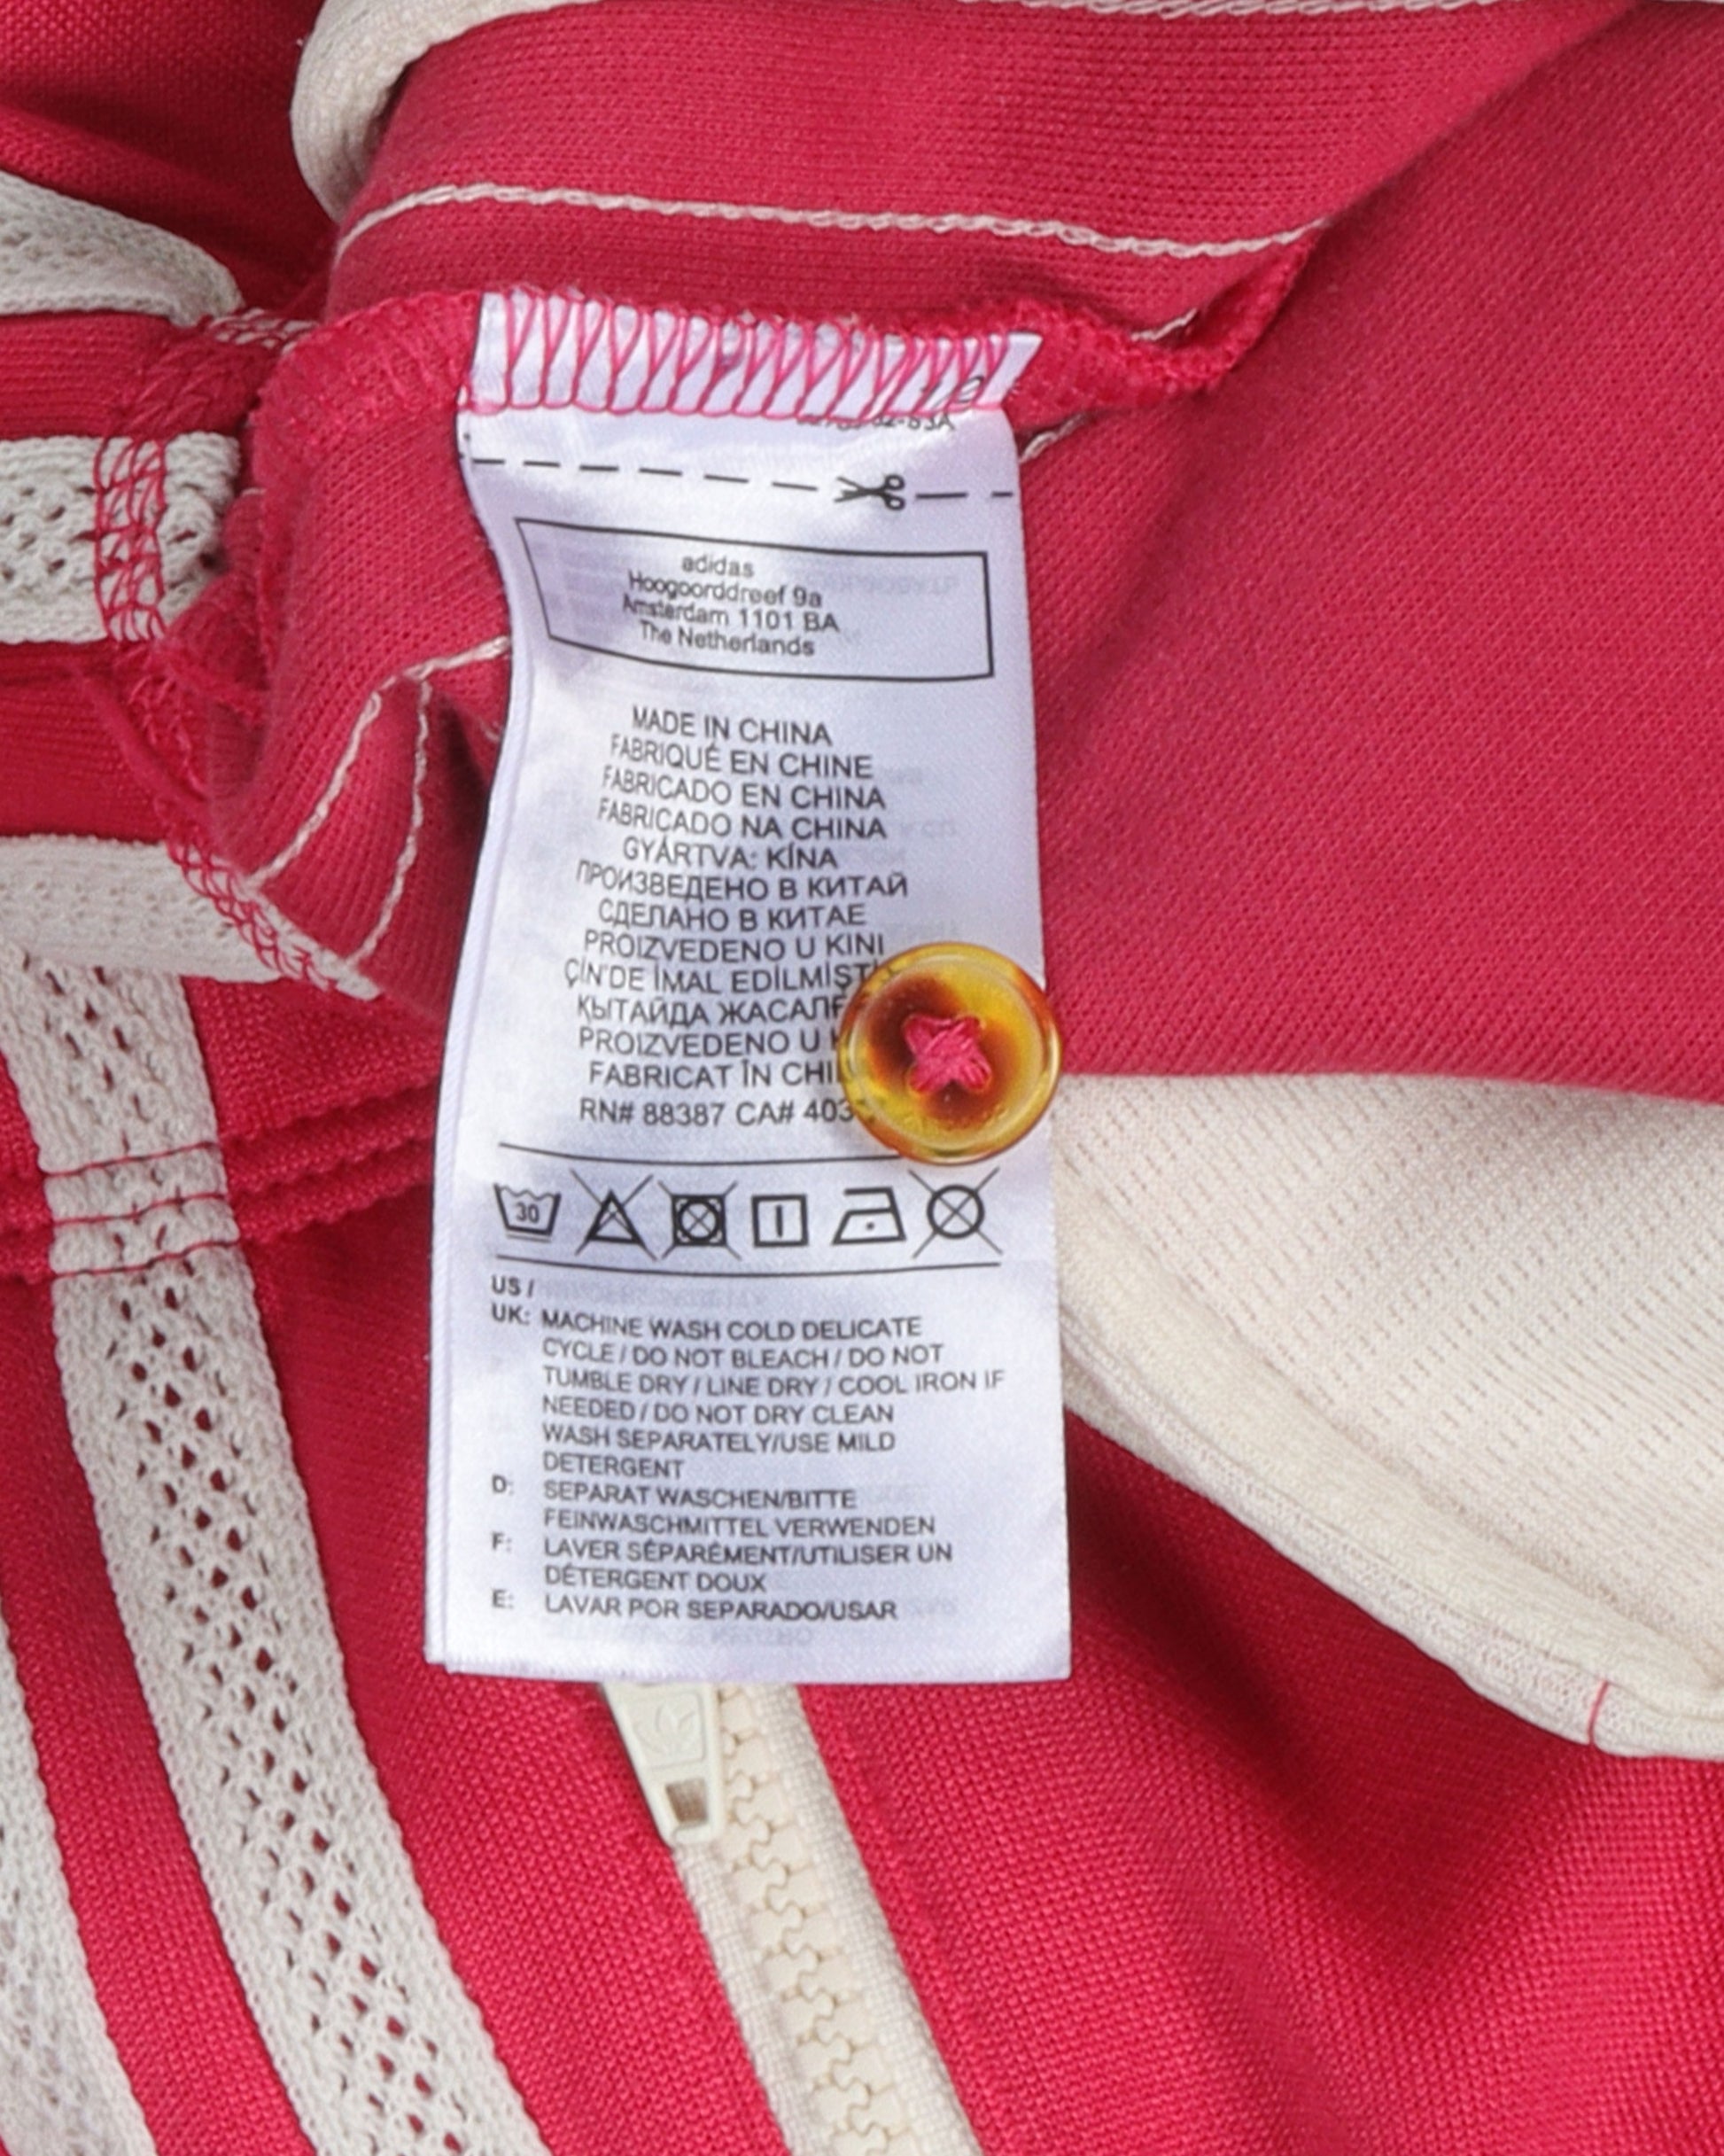 adidas
Hoogoorddreef 9a
Amsterdam 1101 BA
The Netherlands
MADE IN CHINA
FABRIQUÉ EN CHINE
FABRICADO EN CHINA
FABRICADO NA CHINA
GYÁRTVA: KÍNA
ПРОИЗВЕДЕНО В КИТАЙ
СДЕЛАНО В КИТАЕ
PROIZVEDENO U KINI
ÇİN'DE İMAL
ҚЫТАЙДА
PROIZVEDENO U
FABRICAT ÎN
RN# 88387 CA#
30
US /
UK: MACHINE WASH COLD DELICATE
CYCLE / DO NOT BLEACH / DO NOT
TUMBLE DRY / LINE DRY / COOL IRON IF
NEEDED / DO NOT DRY CLEAN
WASH SEPARATELY/USE MILD
DETERGENT
D: SEPARAT WASCHEN/BITTE
FEINWASCHMITTEL VERWENDEN
F: LAVER SÉPARÉMENT/UTILISER UN
DÉTERGENT DOUX
E: LAVAR POR SEPARADO/USAR